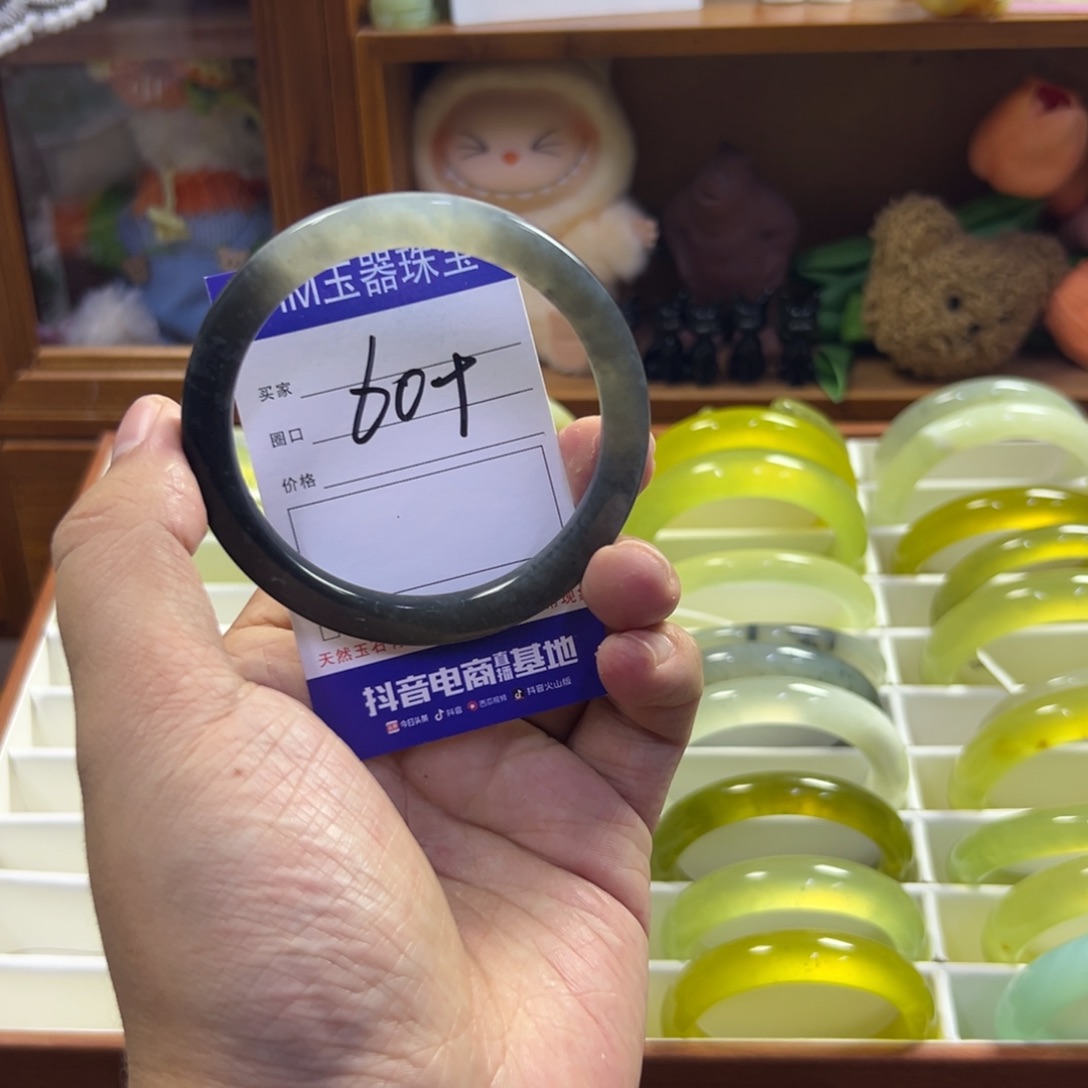 M玉器珠宝
买家
60+
圈口
价格
天然玉石
抖音电商直播基地
今日头条 抖音 西瓜视频 抖音火山版